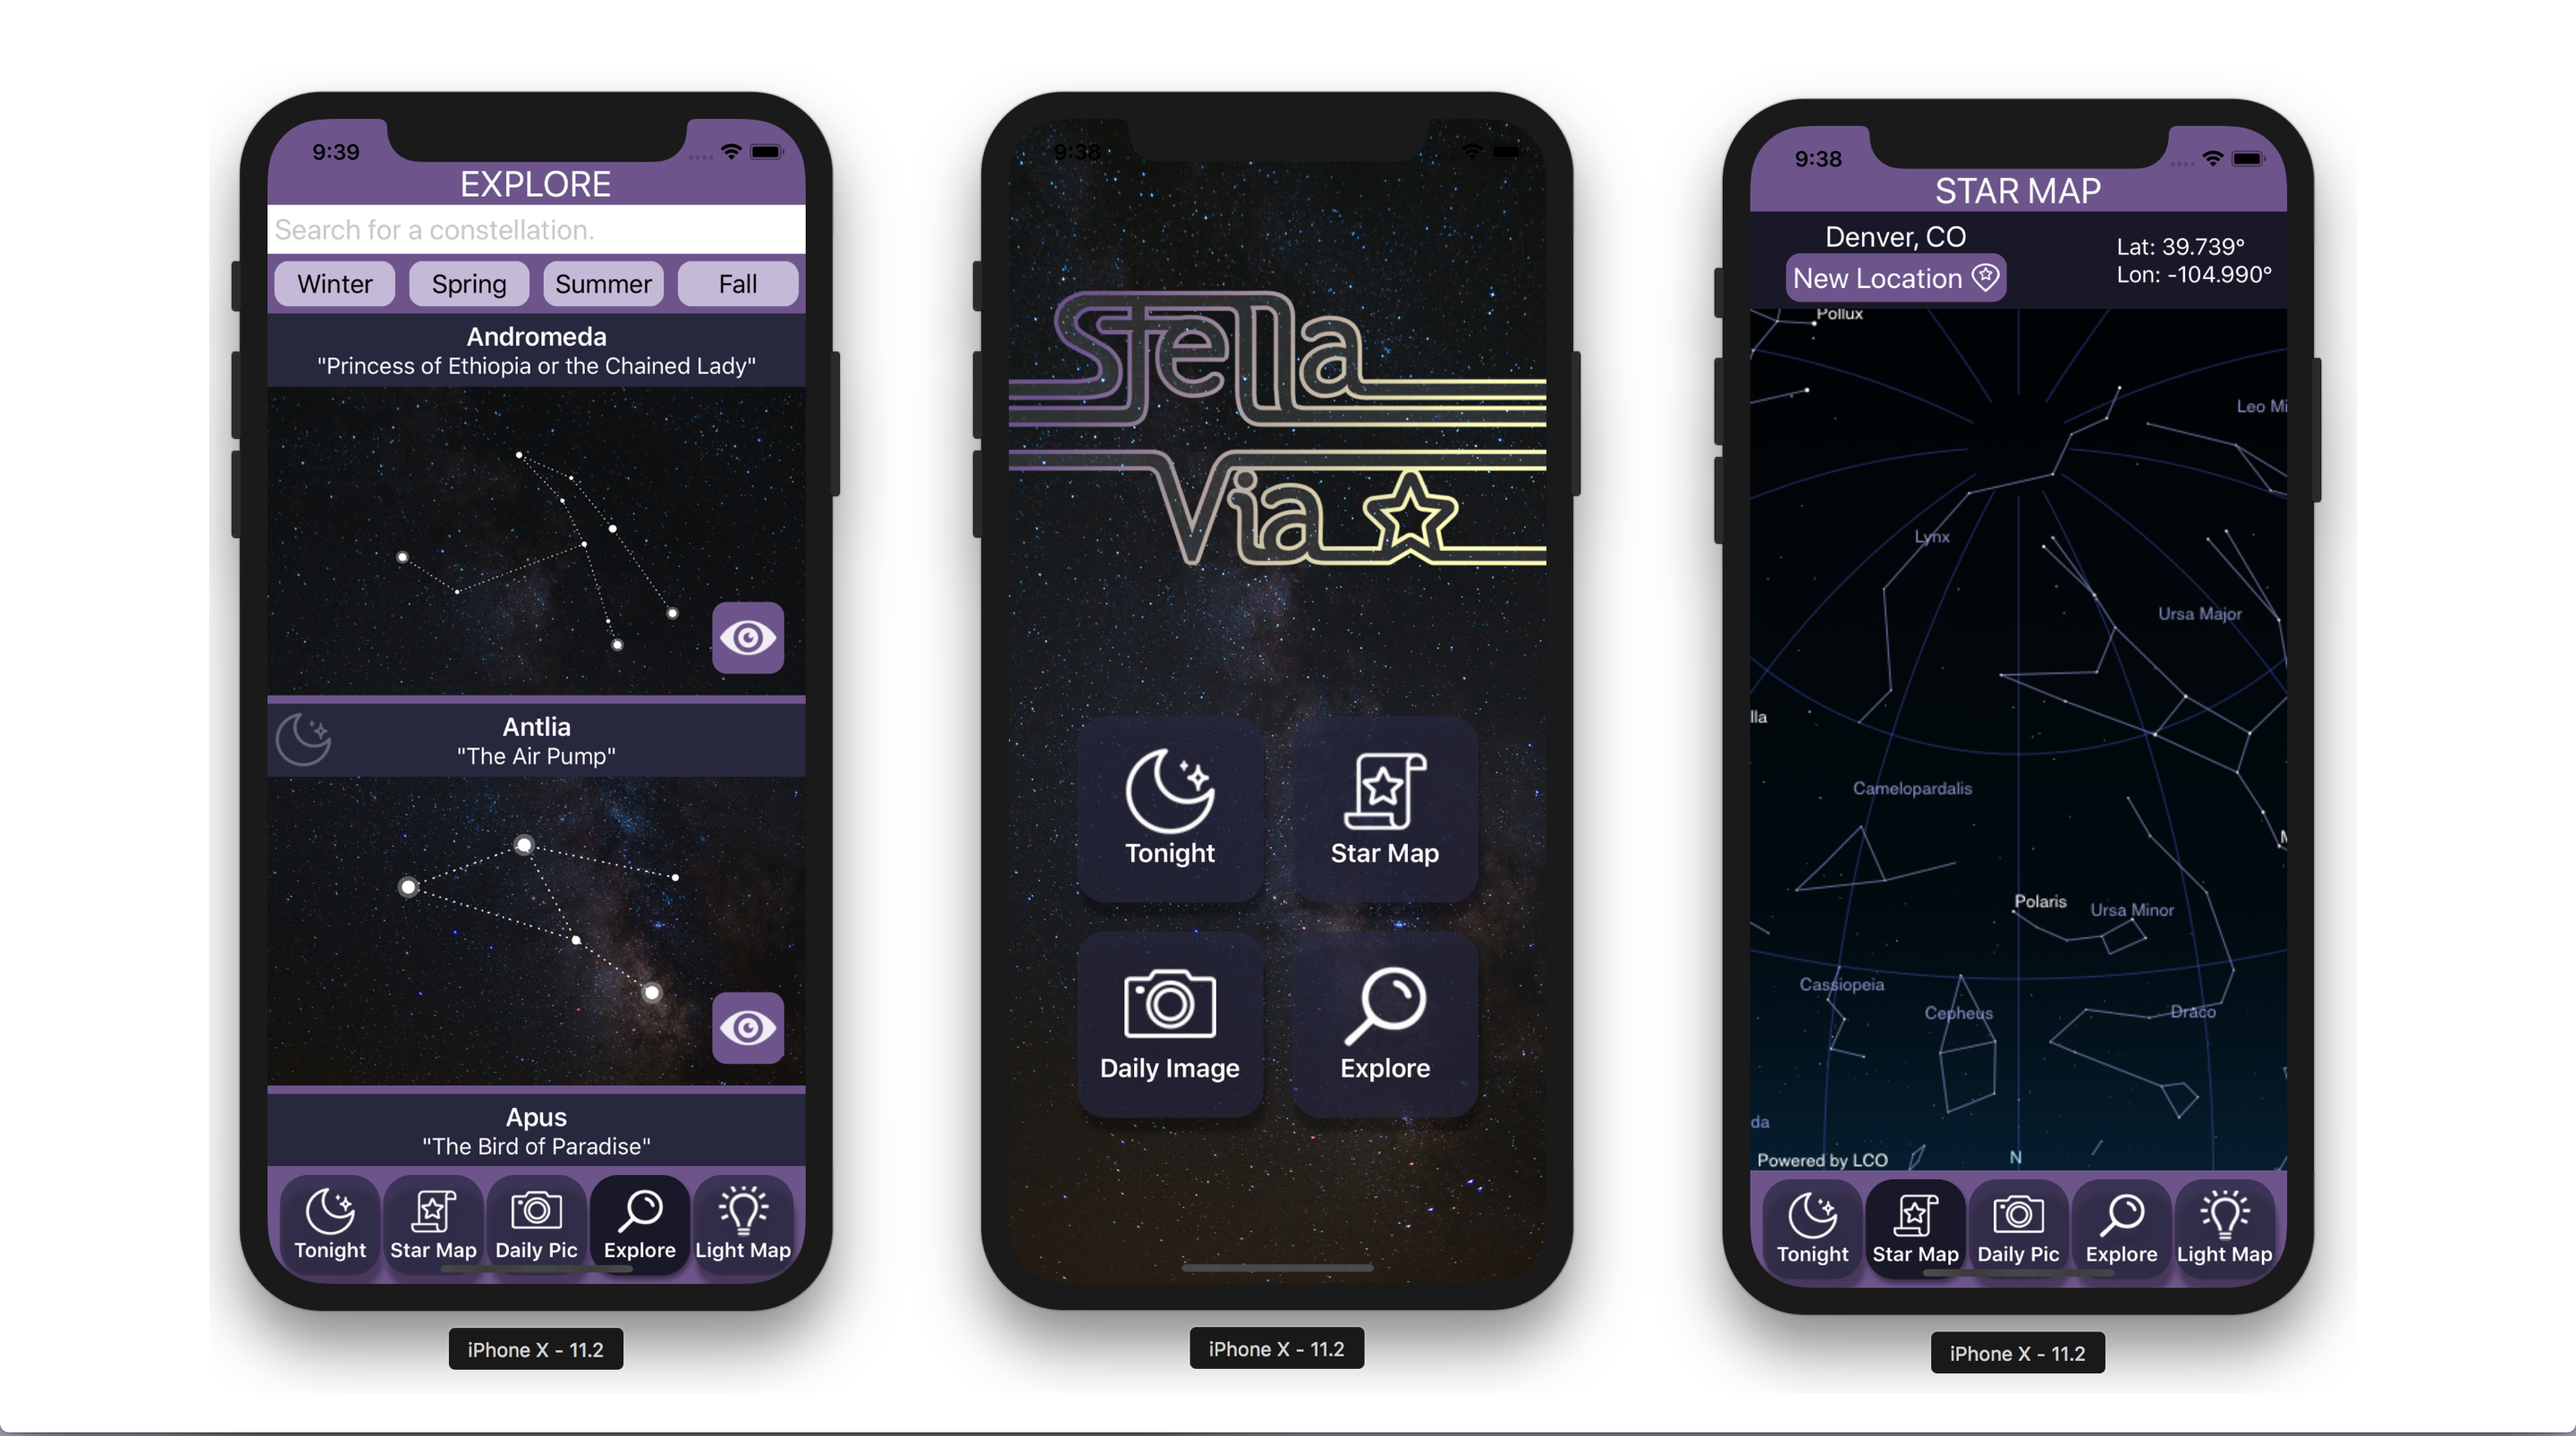 9:39
EXPLORE
Search for a constellation.
Winter Spring Summer Fall
Andromeda
"Princess of Ethiopia or the Chained Lady"
Antlia
"The Air Pump"
Apus
"The Bird of Paradise"
Tonight Star Map Daily Pic Explore Light Map
iPhone X - 11.2
9:38
Stella
Via
Tonight Star Map
Daily Image Explore
iPhone X - 11.2
9:38
STAR MAP
Denver, CO
New Location
Lat: 39.739°
Lon: -104.990°
Pollux
Leo Mi
Lynx
Ursa Major
lla
Camelopardalis
M
Polaris
Ursa Minor
Cassiopeia
Cepheus
Draco
da
Powered by LCO
N
Tonight Star Map Daily Pic Explore Light Map
iPhone X - 11.2